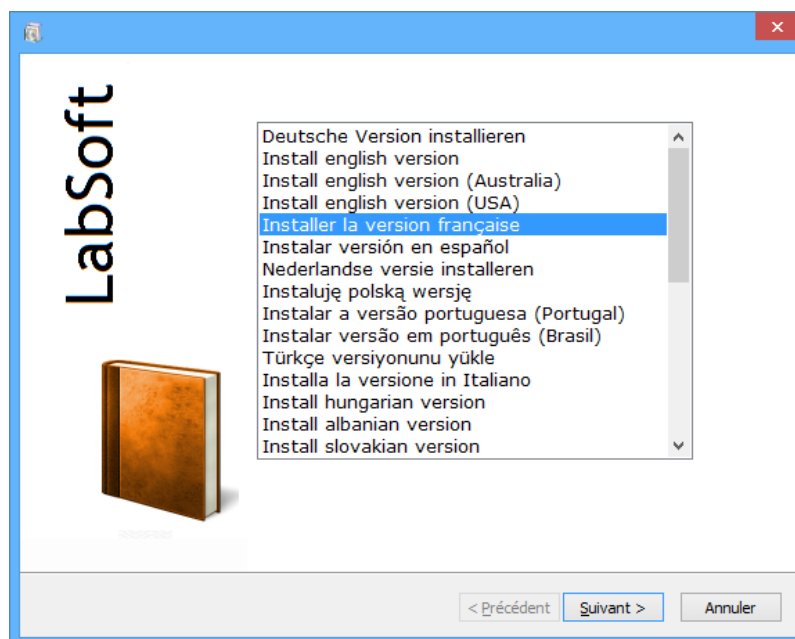 LabSoft
Deutsche Version installieren
Install english version
Install english version (Australia)
Install english version (USA)
Installer la version française
Instalar versión en español
Nederlandse versie installeren
Instaluję polską wersję
Instalar a versão portuguesa (Portugal)
Instalar versão em português (Brasil)
Türkçe versiyonunu yükle
Installa la versione in Italiano
Install hungarian version
Install albanian version
Install slovakian version
< Précédent Suivant > Annuler